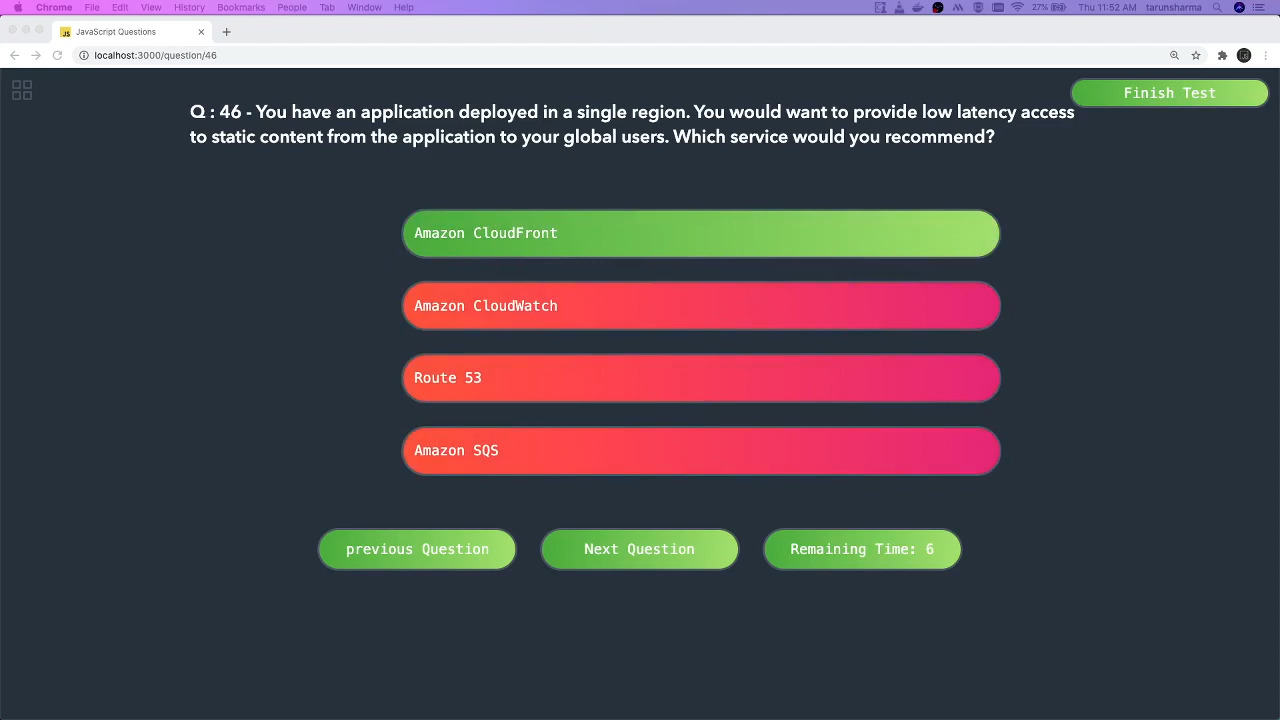 Chrome File Edit View History Bookmarks People Tab Window Help 27% Thu 11:52 AM tarunsharma
JavaScript Questions
localhost:3000/question/46
Finish Test
Q : 46 - You have an application deployed in a single region. You would want to provide low latency access
to static content from the application to your global users. Which service would you recommend?
Amazon CloudFront
Amazon CloudWatch
Route 53
Amazon SQS
previous Question Next Question Remaining Time: 6